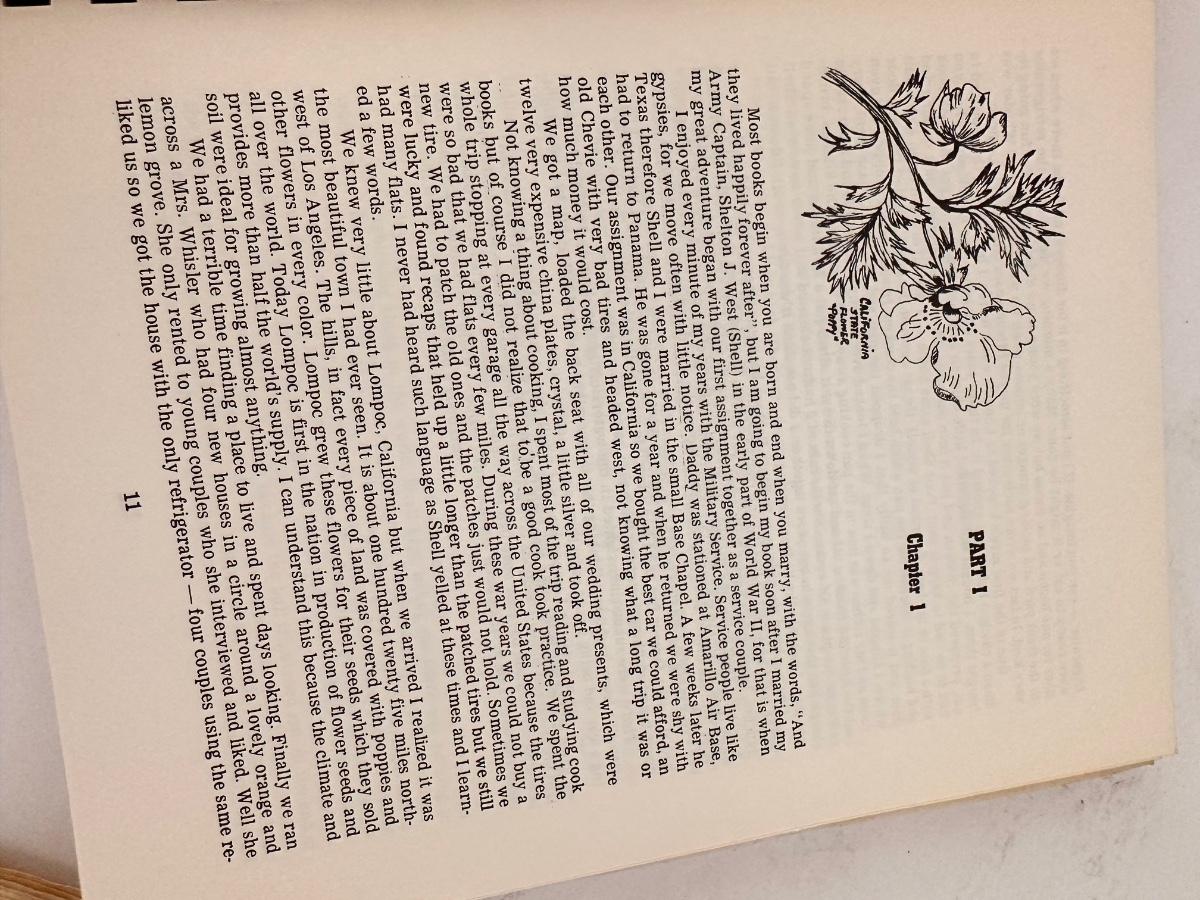 PART I
Chapter 1
CALIFORNIA
STATE
FLOWER
"POPPY"
Most books begin when you are born and end when you marry, with the words, "And
they lived happily forever after", but I am going to begin my book soon after I married my
Army Captain, Shelton J. West (Shell) in the early part of World War II, for that is when
my great adventure began with our first assignment together as a service couple.
I enjoyed every minute of my years with the Military Service. Service people live like
gypsies, for we move often with little notice. Daddy was stationed at Amarillo Air Base,
Texas therefore Shell and I were married in the small Base Chapel. A few weeks later he
had to return to Panama. He was gone for a year and when he returned we were shy with
each other. Our assignment was in California so we bought the best car we could afford, an
old Chevie with very bad tires and headed west, not knowing what a long trip it was or
how much money it would cost.
We got a map, loaded the back seat with all of our wedding presents, which were
twelve very expensive china plates, crystal, a little silver and took off.
Not knowing a thing about cooking, I spent most of the trip reading and studying cook
books but of course I did not realize that to be a good cook took practice. We spent the
whole trip stopping at every garage all the way across the United States because the tires
were so bad that we had flats every few miles. During these war years we could not buy a
new tire. We had to patch the old ones and the patches just would not hold. Sometimes we
were lucky and found recaps that held up a little longer than the patched tires but we still
had many flats. I never had heard such language as Shell yelled at these times and I learn-
ed a few words.
We knew very little about Lompoc, California but when we arrived I realized it was
the most beautiful town I had ever seen. It is about one hundred twenty five miles north-
west of Los Angeles. The hills, in fact every piece of land was covered with poppies and
other flowers in every color. Lompoc grew these flowers for their seeds which they sold
all over the world. Today Lompoc is first in the nation in production of flower seeds and
provides more than half the world's supply. I can understand this because the climate and
soil were ideal for growing almost anything.
We had a terrible time finding a place to live and spent days looking. Finally we ran
across a Mrs. Whisler who had four new houses in a circle around a lovely orange and
lemon grove. She only rented to young couples who she interviewed and liked. Well she
liked us so we got the house with the only refrigerator — four couples using the same re-
11